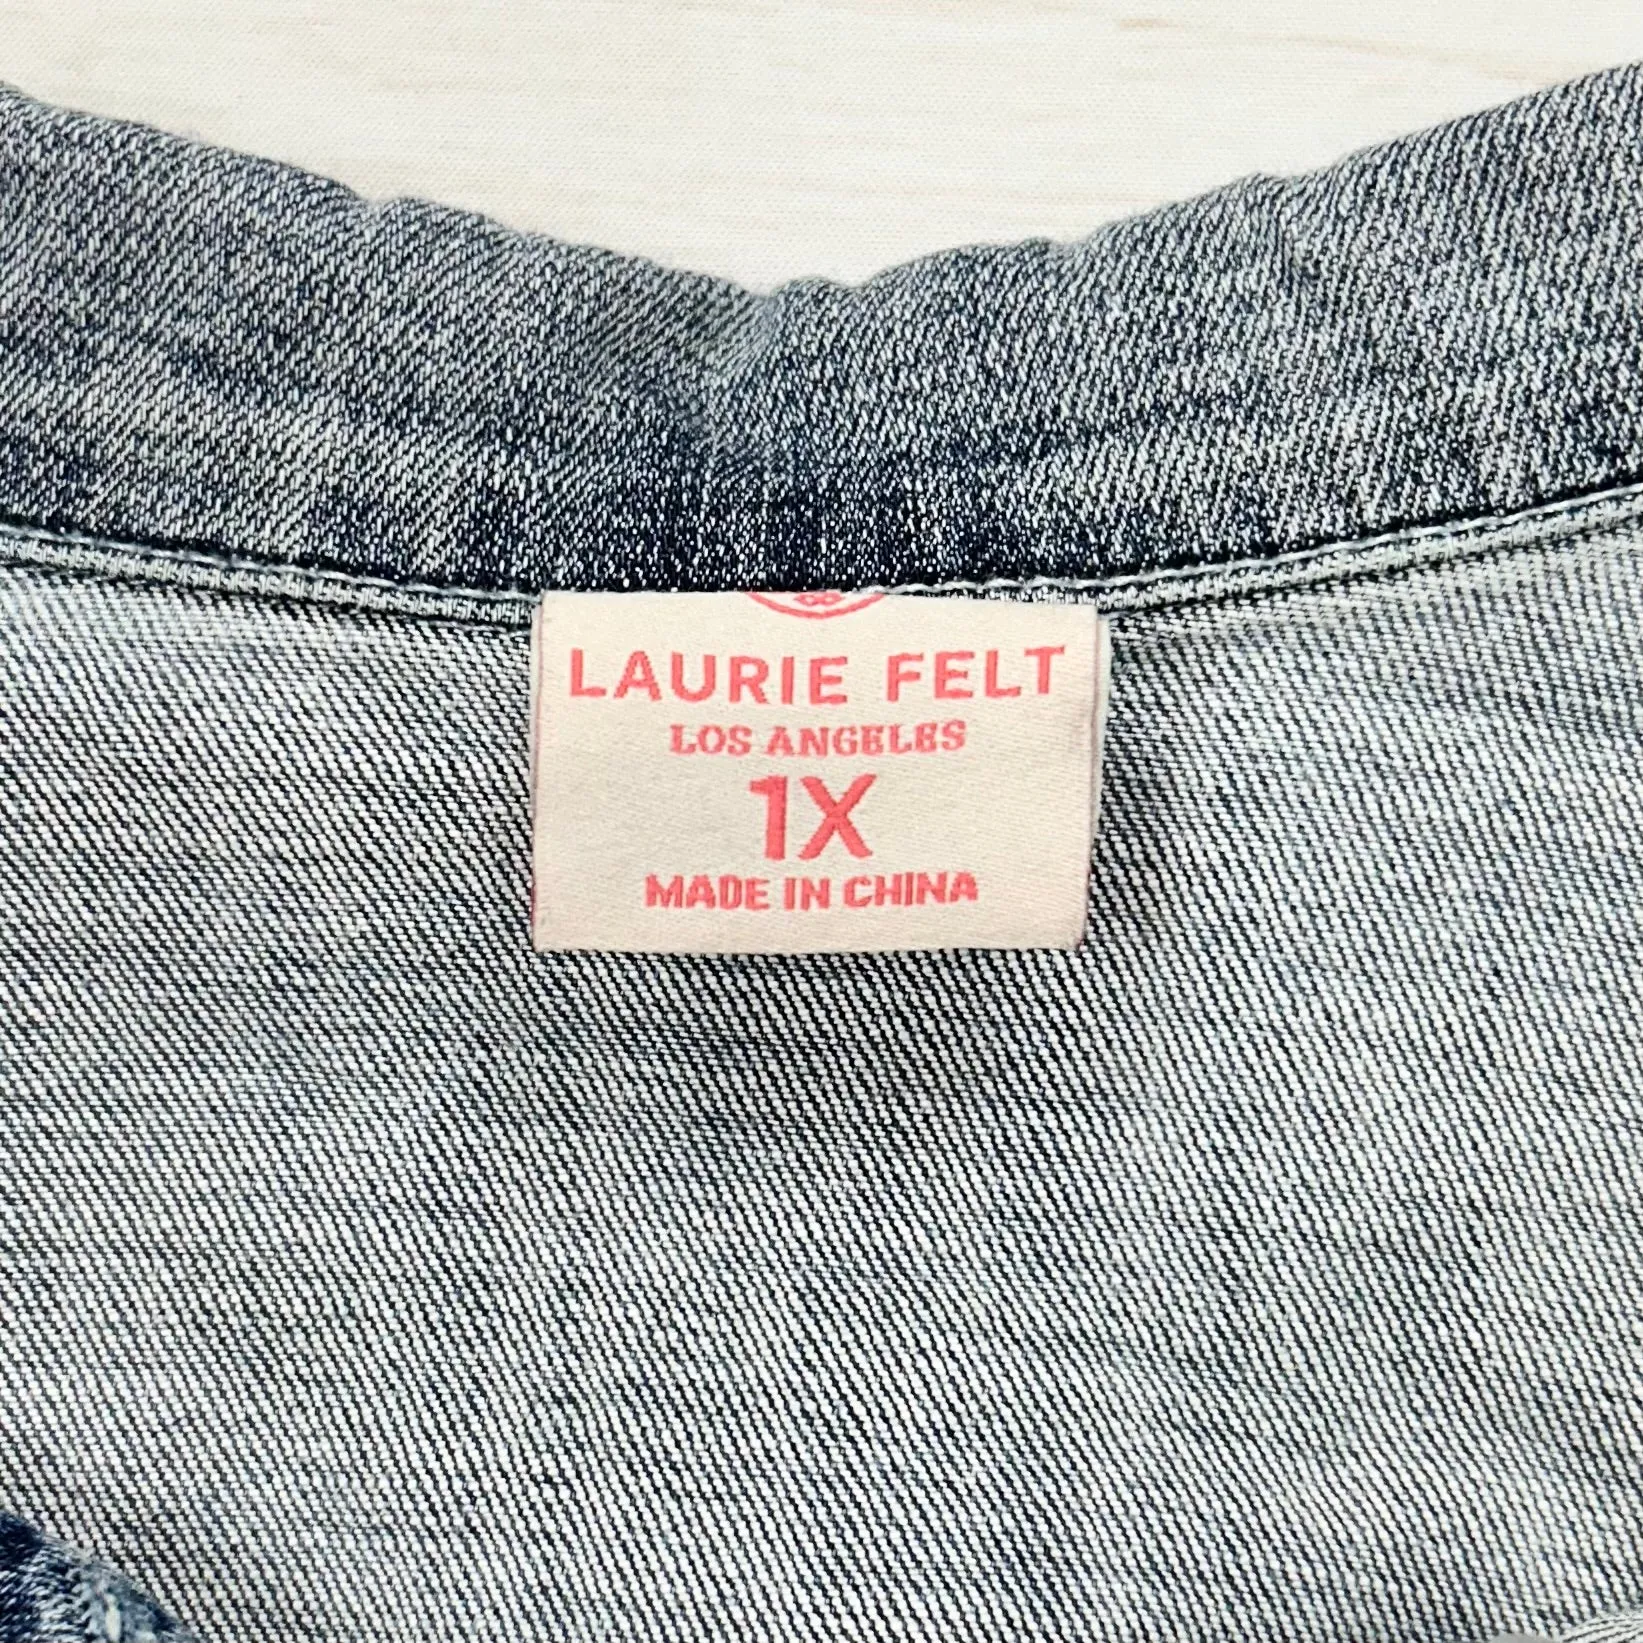 LAURIE FELT
LOS ANGELES
1X
MADE IN CHINA